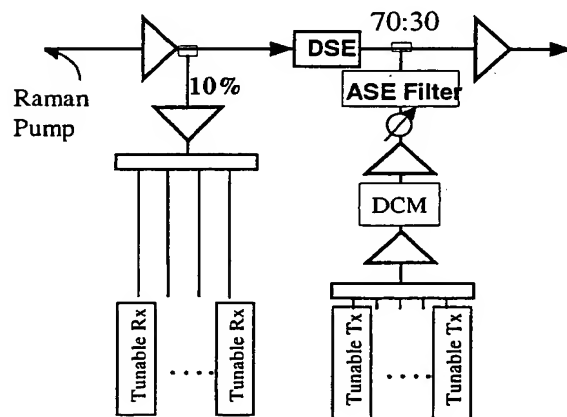 70:30
DSE
Raman
Pump
10%
ASE Filter
DCM
Tunable Rx
Tunable Rx
Tunable Tx
Tunable Tx